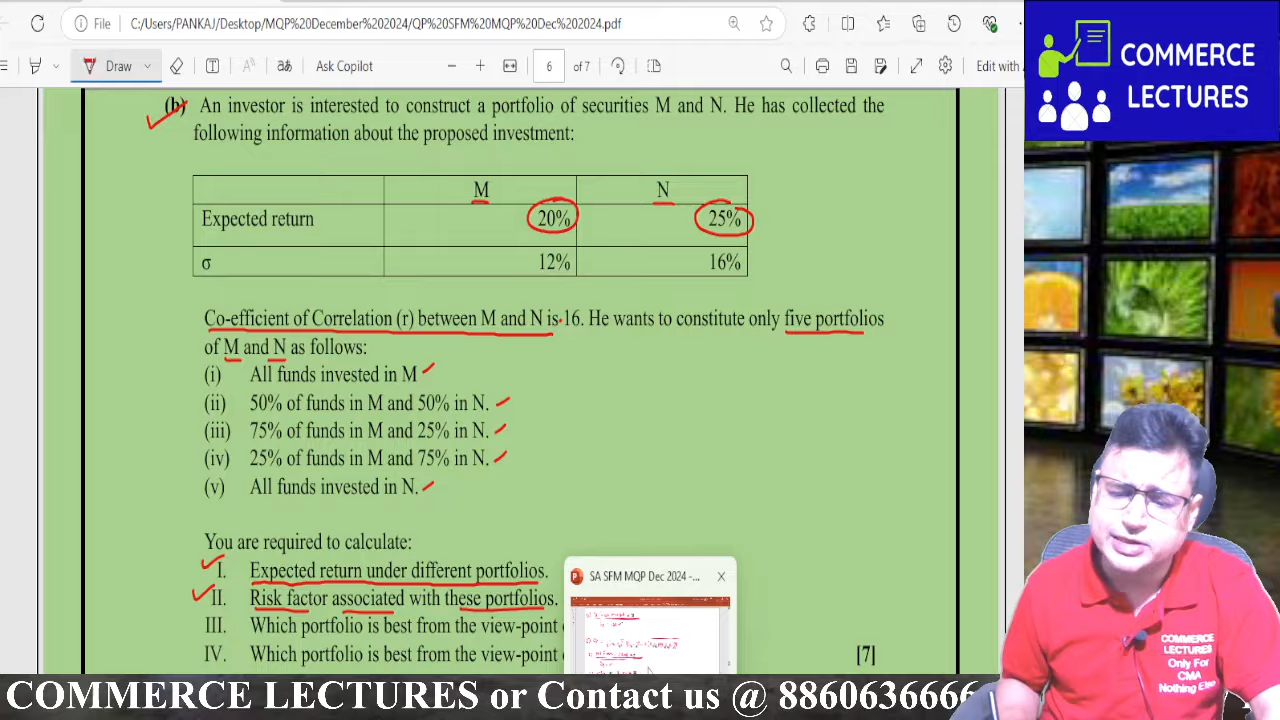 File C:/Users/PANKAJ/Desktop/MQP%20December%202024/QP%20SFM%20MQP%20Dec%202024.pdf
Draw Ask Copilot 6 of 7 Edit with
COMMERCE
LECTURES
(b) An investor is interested to construct a portfolio of securities M and N. He has collected the
following information about the proposed investment:
M N
Expected return 20% 25%
σ 12% 16%
Co-efficient of Correlation (r) between M and N is 16. He wants to constitute only five portfolios
of M and N as follows:
(i) All funds invested in M
(ii) 50% of funds in M and 50% in N.
(iii) 75% of funds in M and 25% in N.
(iv) 25% of funds in M and 75% in N.
(v) All funds invested in N.
You are required to calculate:
I. Expected return under different portfolios.
II. Risk factor associated with these portfolios.
III. Which portfolio is best from the view-point
IV. Which portfolio is best from the view-point [7]
SA SFM MQP Dec 2024 -...
COMMERCE
LECTURES
Only For
CMA
Nothing Else
COMMERCE LECTURES or Contact us @ 8860636666